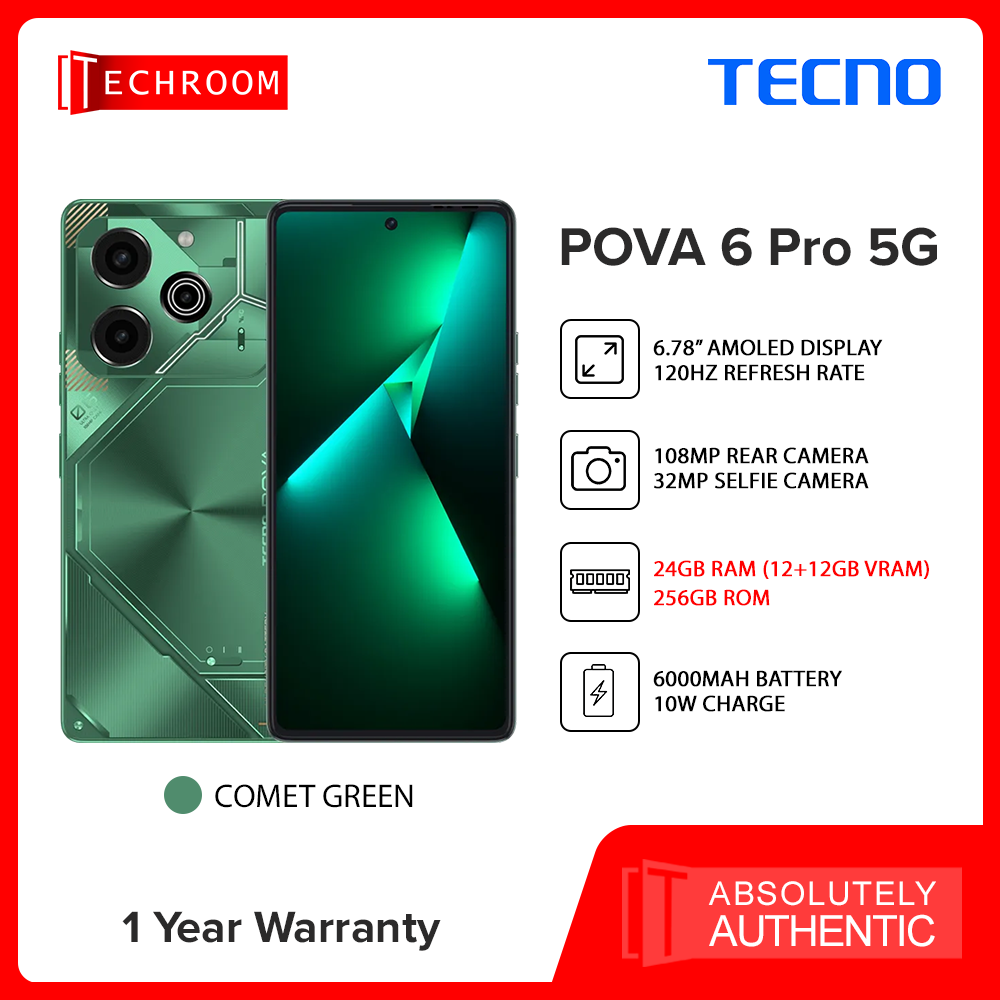 TECHROOM
TECNO
POVA 6 Pro 5G
6.78” AMOLED DISPLAY
120HZ REFRESH RATE
108MP REAR CAMERA
32MP SELFIE CAMERA
24GB RAM (12+12GB VRAM)
256GB ROM
6000MAH BATTERY
10W CHARGE
COMET GREEN
1 Year Warranty
ABSOLUTELY
AUTHENTIC